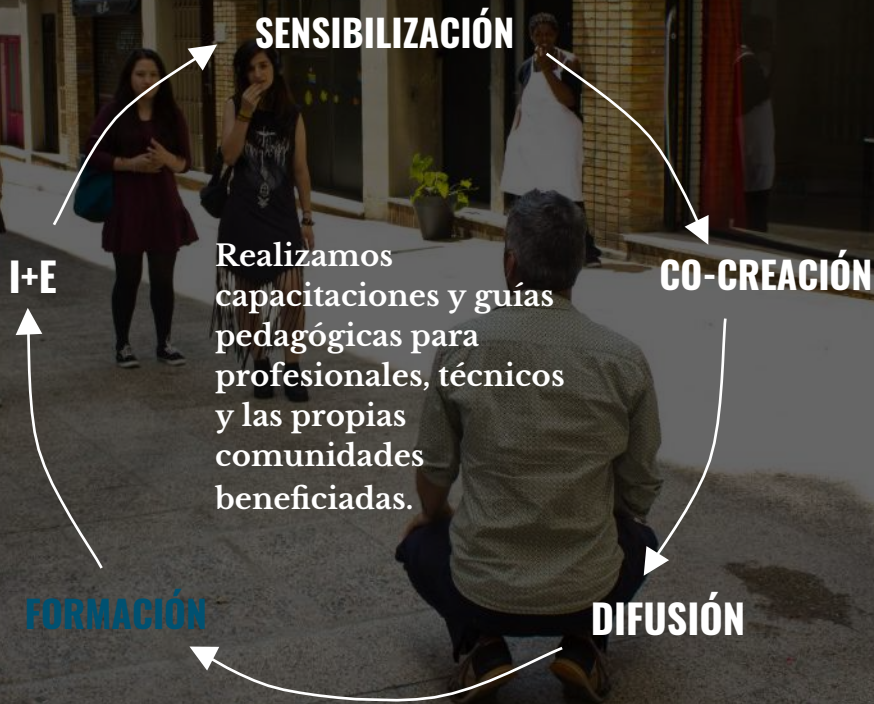 SENSIBILIZACIÓN
I+E
CO-CREACIÓN
Realizamos
capacitaciones y guías
pedagógicas para
profesionales, técnicos
y las propias
comunidades
beneficiadas.
FORMACIÓN
DIFUSIÓN